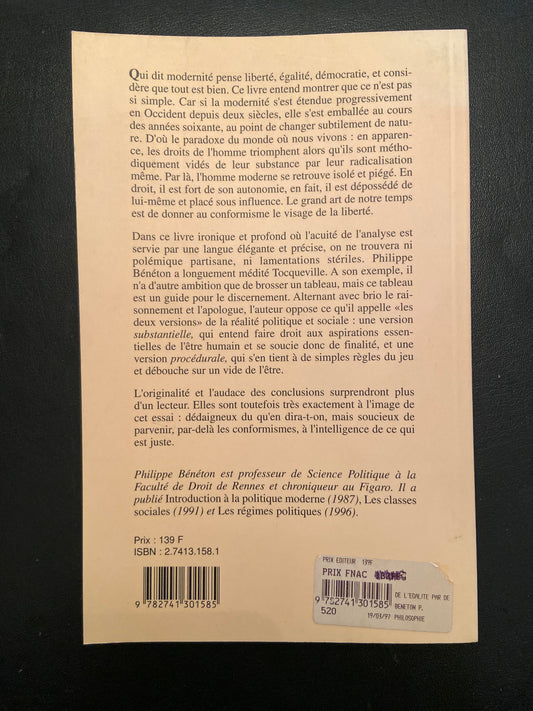 Qui dit modernité pense liberté, égalité, démocratie, et consi-
dère que tout est bien. Ce livre entend montrer que ce n'est pas
si simple. Car si la modernité s'est étendue progressivement
en Occident depuis deux siècles, elle s'est emballée au cours
des années soixante, au point de changer subtilement de natu-
re. D'où le paradoxe du monde où nous vivons : en apparen-
ce, les droits de l'homme triomphent alors qu'ils sont métho-
diquement vidés de leur substance par leur radicalisation
même. Par là, l'homme moderne se retrouve isolé et piégé. En
droit, il est fort de son autonomie, en fait, il est dépossédé de
lui-même et placé sous influence. Le grand art de notre temps
est de donner au conformisme le visage de la liberté.
Dans ce livre ironique et profond où l'acuité de l'analyse est
servie par une langue élégante et précise, on ne trouvera ni
polémique partisane, ni lamentations stériles. Philippe
Bénéton a longuement médité Tocqueville. A son exemple, il
n'a d'autre ambition que de brosser un tableau, mais ce tableau
est un guide pour le discernement. Alternant avec brio le rai-
sonnement et l'apologue, l'auteur oppose ce qu'il appelle «les
deux versions» de la réalité politique et sociale : une version
substantielle, qui entend faire droit aux aspirations essen-
tielles de l'être humain et se soucie donc de finalité, et une
version procédurale, qui s'en tient à de simples règles du jeu
et débouche sur un vide de l'être.
L'originalité et l'audace des conclusions surprendront plus
d'un lecteur. Elles sont toutefois très exactement à l'image de
cet essai : dédaigneux du qu'en dira-t-on, mais soucieux de
parvenir, par-delà les conformismes, à l'intelligence de ce qui
est juste.
Philippe Bénéton est professeur de Science Politique à la
Faculté de Droit de Rennes et chroniqueur au Figaro. Il a
publié Introduction à la politique moderne (1987), Les classes
sociales (1991) et Les régimes politiques (1996).
Prix : 139 F
ISBN : 2.7413.158.1
9 782741 301585
PRIX EDITEUR 139F
PRIX FNAC
DE L'EGALITE PAR DE
9 782741 301585
BENETON P.
520
19/03/97 PHILOSOPHIE